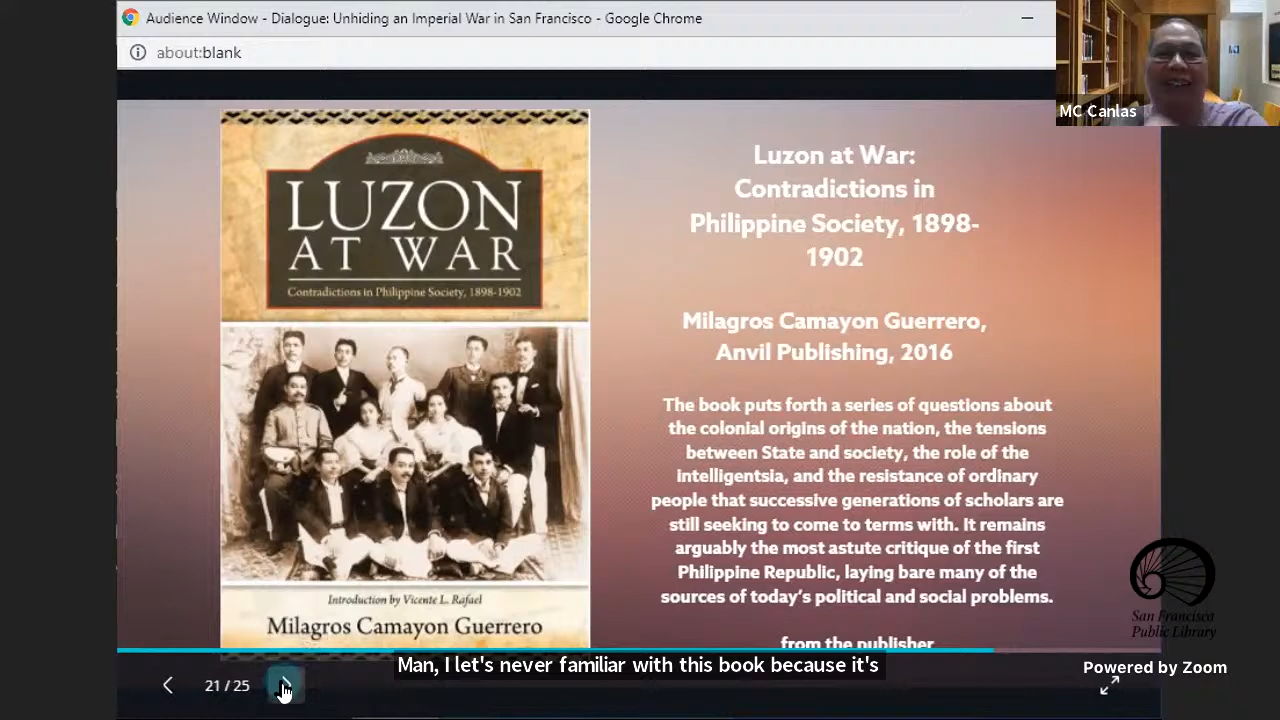 Audience Window - Dialogue: Unhiding an Imperial War in San Francisco - Google Chrome
about:blank
MC Canlas
LUZON
AT WAR
Contradictions in Philippine Society, 1898-1902
Introduction by Vicente L. Rafael
Milagros Camayon Guerrero
Luzon at War:
Contradictions in
Philippine Society, 1898-
1902
Milagros Camayon Guerrero,
Anvil Publishing, 2016
The book puts forth a series of questions about
the colonial origins of the nation, the tensions
between State and society, the role of the
intelligentsia, and the resistance of ordinary
people that successive generations of scholars are
still seeking to come to terms with. It remains
arguably the most astute critique of the first
Philippine Republic, laying bare many of the
sources of today's political and social problems.
from the publisher
San Francisco
Public Library
Man, I let's never familiar with this book because it's
Powered by Zoom
21 / 25